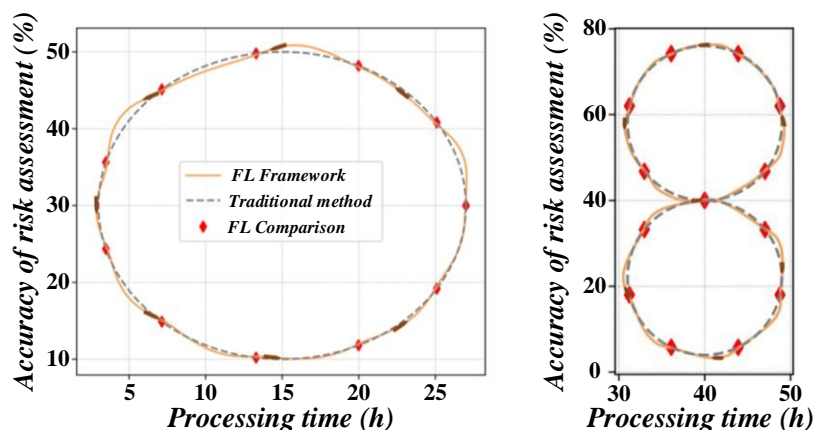 Accuracy of risk assessment (%)
50
40
30
20
10
5
10
15
20
25
Processing time (h)
FL Framework
Traditional method
FL Comparison
Accuracy of risk assessment (%)
80
60
40
20
0
30
40
50
Processing time (h)